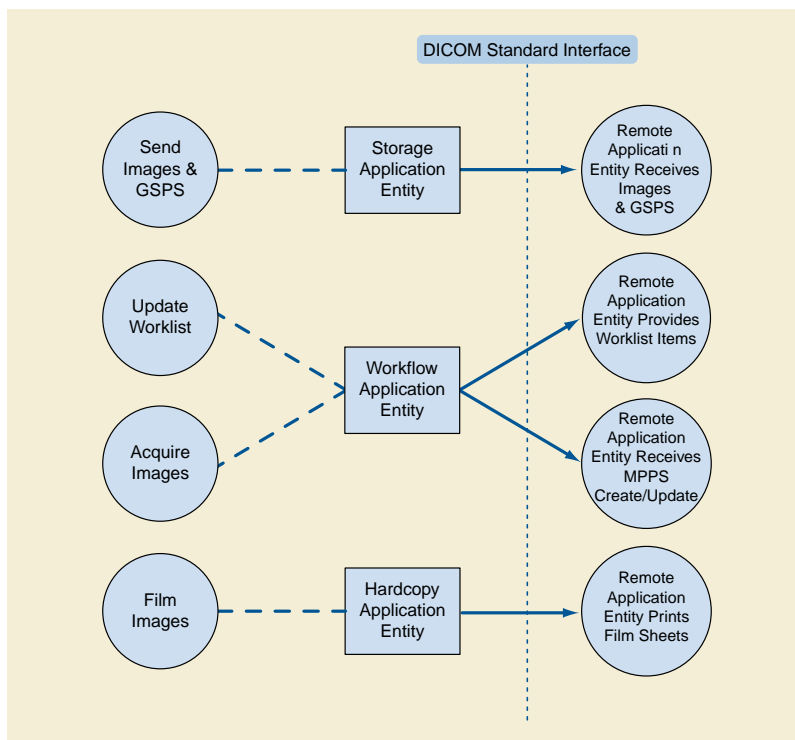 DICOM Standard Interface
Send
Images &
GSPS
Storage
Application
Entity
Remote
Applicati n
Entity Receives
Images
& GSPS
Update
Worklist
Remote
Application
Entity Provides
Worklist Items
Workflow
Application
Entity
Acquire
Images
Remote
Application
Entity Receives
MPPS
Create/Update
Film
Images
Hardcopy
Application
Entity
Remote
Application
Entity Prints
Film Sheets